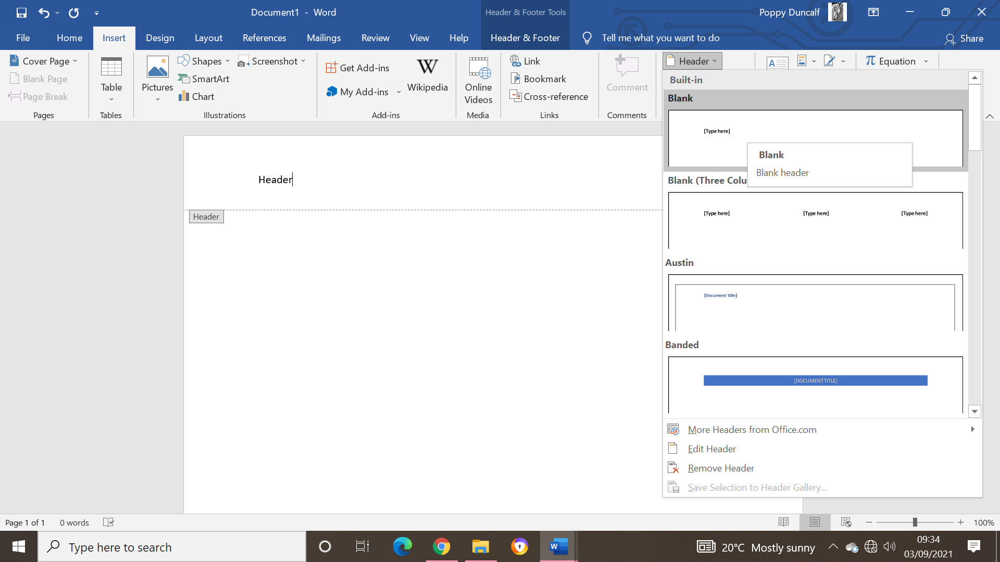 Document1 - Word
Header & Footer Tools
Poppy Duncalf
File Home Insert Design Layout References Mailings Review View Help Header & Footer Tell me what you want to do Share
Cover Page
Blank Page
Page Break
Pages
Table
Tables
Pictures
Shapes
SmartArt
Chart
Screenshot
Illustrations
Get Add-ins
My Add-ins
Wikipedia
Add-ins
Online
Videos
Media
Link
Bookmark
Cross-reference
Links
Comment
Comments
Header
Equation
Built-in
Blank
[Type here]
Blank
Blank header
Blank (Three Colu
[Type here] [Type here] [Type here]
Austin
[Document title]
Banded
[DOCUMENT TITLE]
More Headers from Office.com
Edit Header
Remove Header
Save Selection to Header Gallery...
Header
Header
Page 1 of 1 0 words
100%
Type here to search
20°C Mostly sunny
09:34
03/09/2021